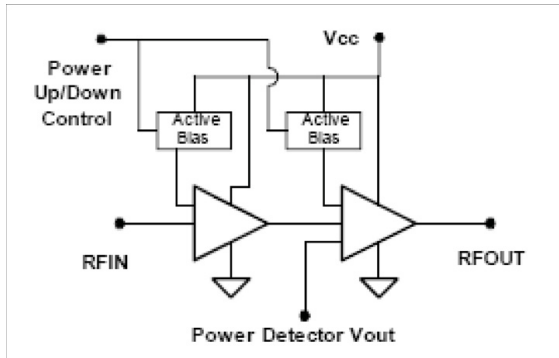 Power
Up/Down
Control
Vcc
Active
Bias
Active
Bias
RFIN
RFOUT
Power Detector Vout